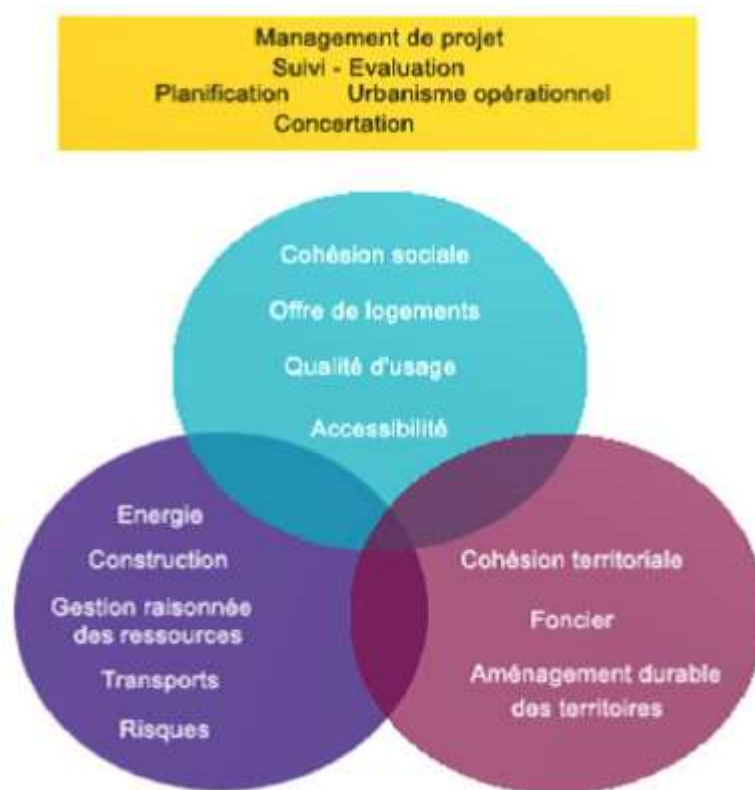 Management de projet
Suivi - Evaluation
Planification Urbanisme opérationnel
Concertation
Cohésion sociale
Offre de logements
Qualité d'usage
Accessibilité
Energie
Construction
Gestion raisonnée
des ressources
Transports
Risques
Cohésion territoriale
Foncier
Aménagement durable
des territoires